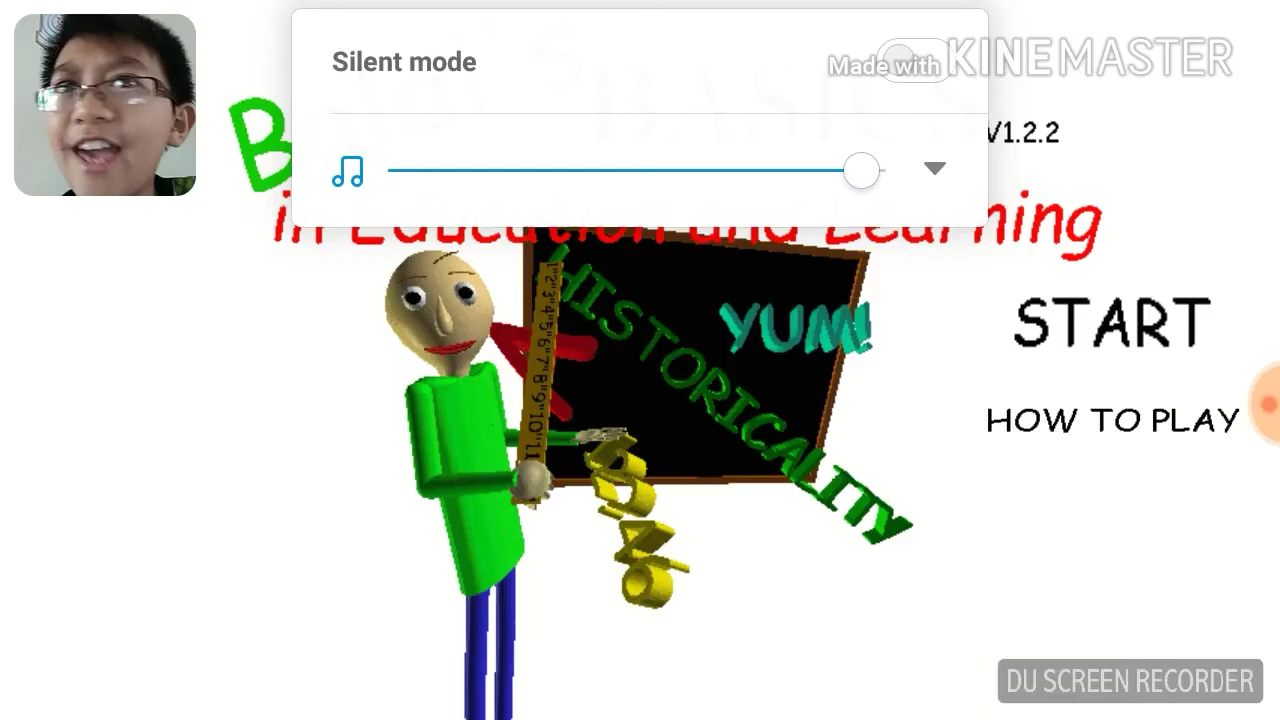 Silent mode
Made with KINEMASTER
BASICS
V1.2.2
in Education and Learning
HISTORICALITY
YUM!
START
HOW TO PLAY
DU SCREEN RECORDER